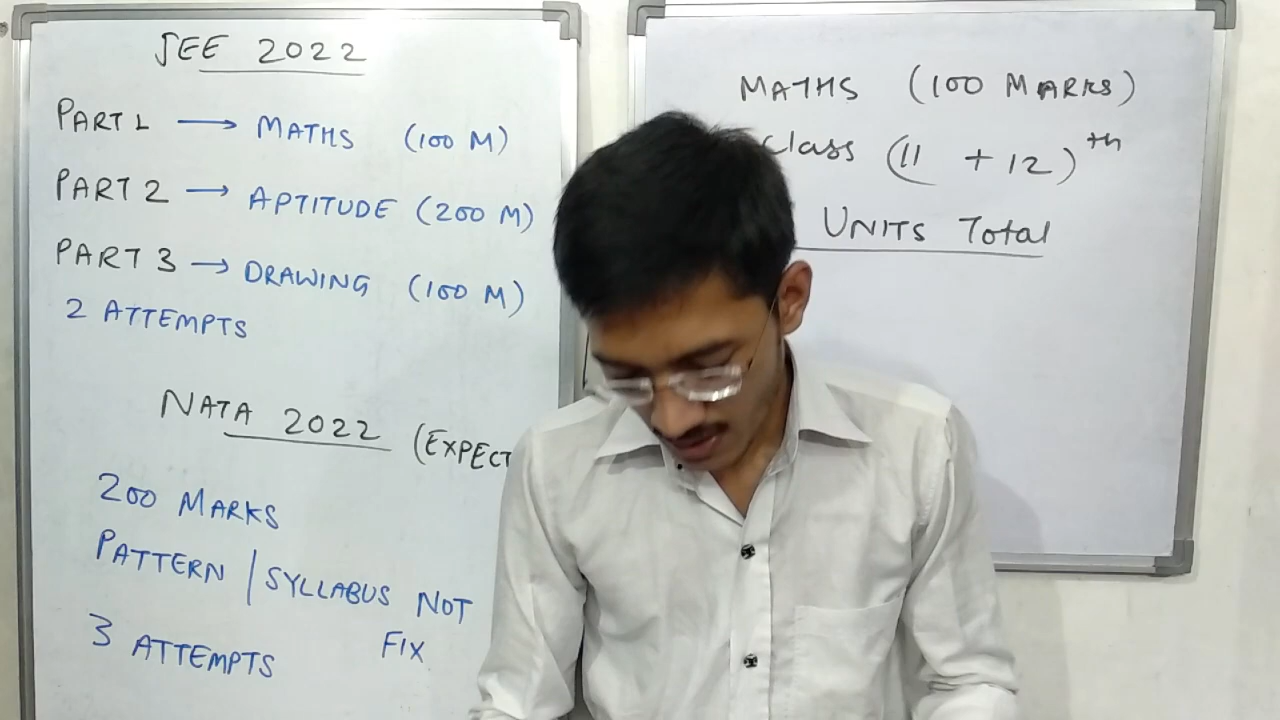 JEE 2022
PART 1 → MATHS (100 M)
PART 2 → APTITUDE (200 M)
PART 3 → DRAWING (100 M)
2 ATTEMPTS
NATA 2022 (EXPECT
200 MARKS
PATTERN | SYLLABUS NOT
FIX
3 ATTEMPTS
MATHS (100 MARKS)
Class (11 + 12)th
UNITS Total